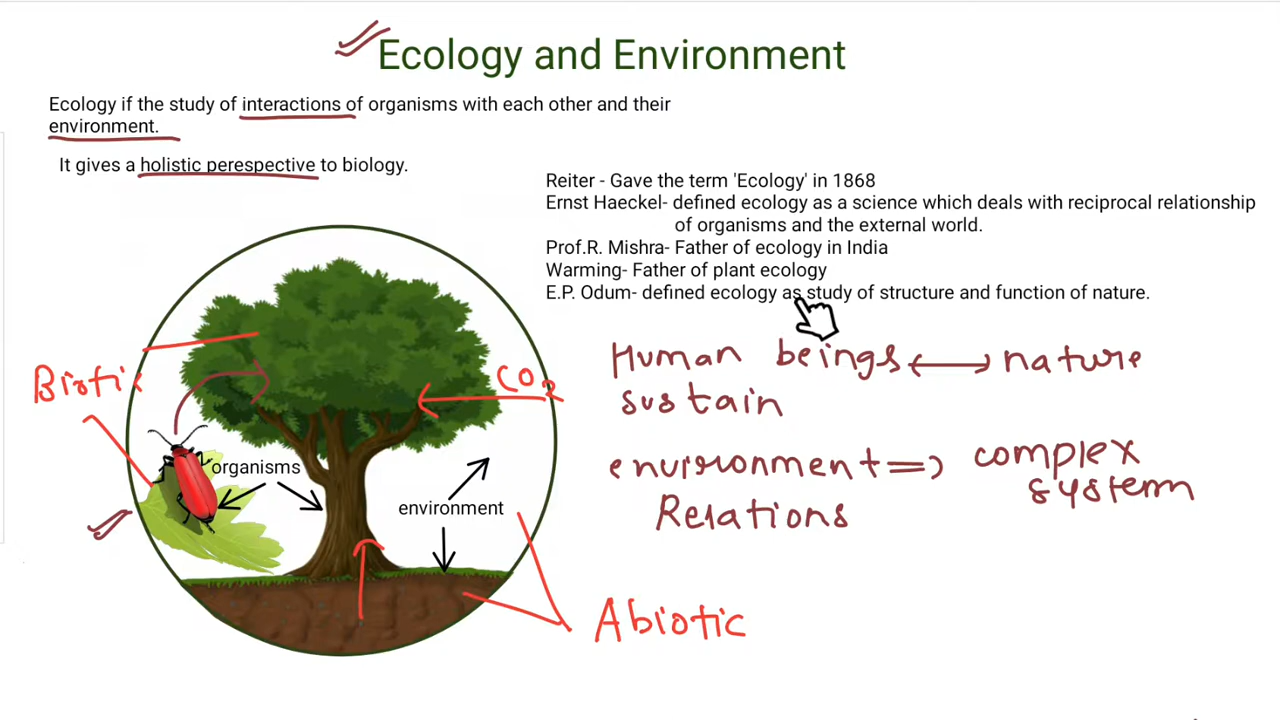 Ecology and Environment
Ecology if the study of interactions of organisms with each other and their
environment.
It gives a holistic perespective to biology.
Reiter - Gave the term 'Ecology' in 1868
Ernst Haeckel- defined ecology as a science which deals with reciprocal relationship
of organisms and the external world.
Prof.R. Mishra- Father of ecology in India
Warming- Father of plant ecology
E.P. Odum- defined ecology as study of structure and function of nature.
Human beings ↔ nature
sustain
environment ⇒ complex
system
Relations
Biotic
CO2
organisms
environment
Abiotic